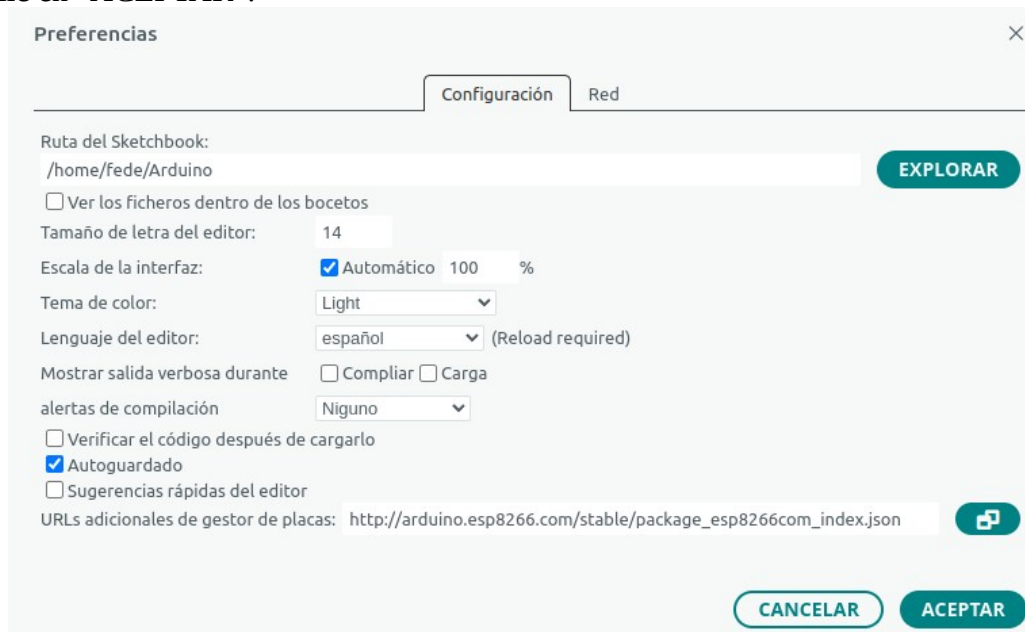 Preferencias
Configuración Red
Ruta del Sketchbook:
/home/fede/Arduino EXPLORAR
Ver los ficheros dentro de los bocetos
Tamaño de letra del editor: 14
Escala de la interfaz: Automático 100 %
Tema de color: Light
Lenguaje del editor: español (Reload required)
Mostrar salida verbosa durante Compliar Carga
alertas de compilación Niguno
Verificar el código después de cargarlo
Autoguardado
Sugerencias rápidas del editor
URLs adicionales de gestor de placas: http://arduino.esp8266.com/stable/package_esp8266com_index.json
CANCELAR ACEPTAR